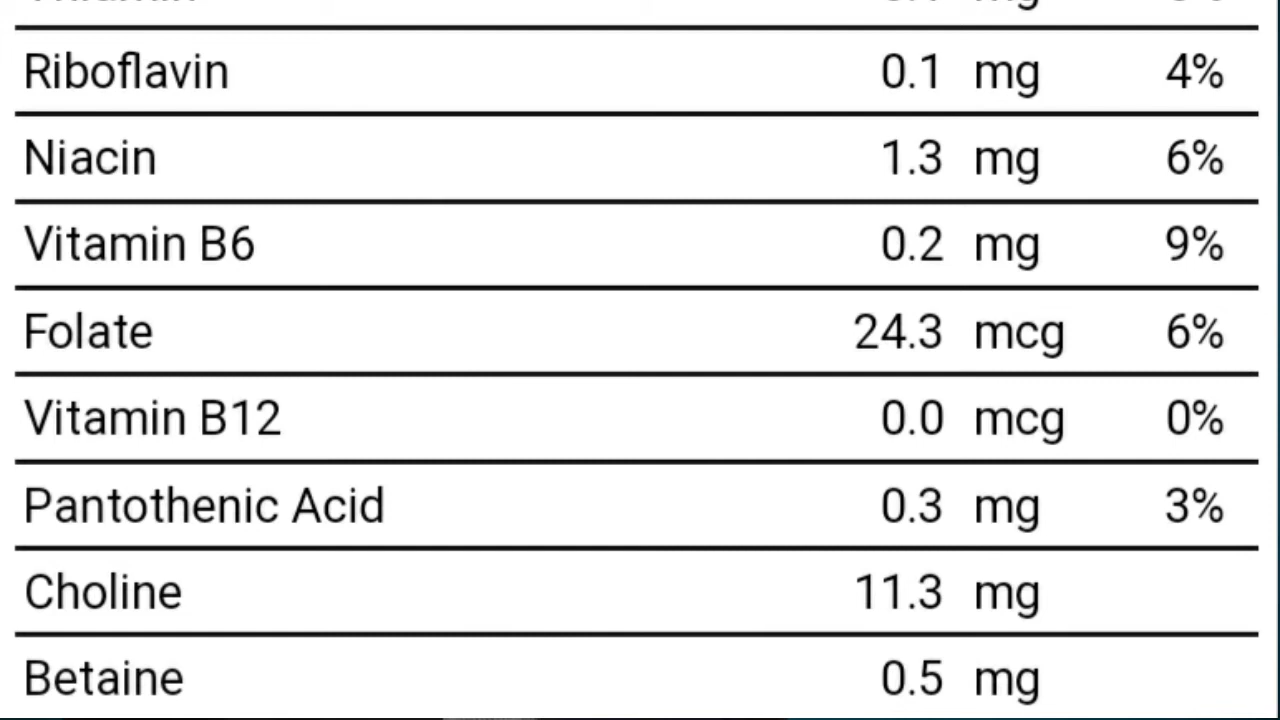 Riboflavin 0.1 mg 4%
Niacin 1.3 mg 6%
Vitamin B6 0.2 mg 9%
Folate 24.3 mcg 6%
Vitamin B12 0.0 mcg 0%
Pantothenic Acid 0.3 mg 3%
Choline 11.3 mg
Betaine 0.5 mg